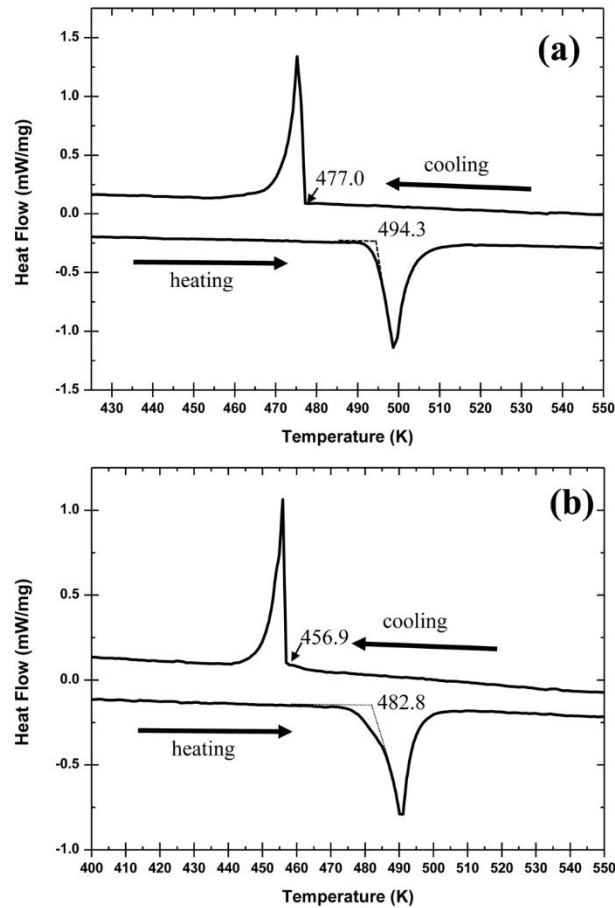 (a)
1.5
1.0
0.5
0.0
-0.5
-1.0
-1.5
Heat Flow (mW/mg)
cooling
477.0
494.3
heating
430 440 450 460 470 480 490 500 510 520 530 540 550
Temperature (K)
(b)
1.0
0.5
0.0
-0.5
-1.0
Heat Flow (mW/mg)
cooling
456.9
482.8
heating
400 410 420 430 440 450 460 470 480 490 500 510 520 530 540 550
Temperature (K)